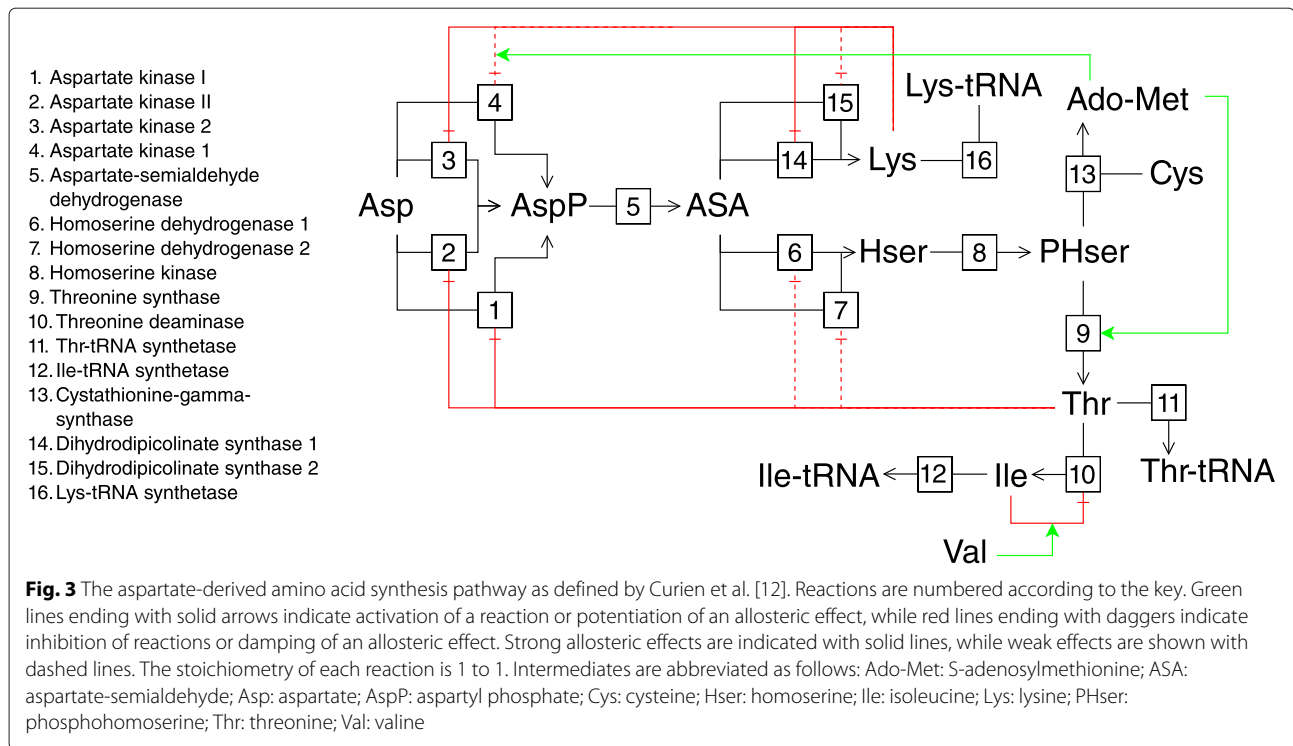 1. Aspartate kinase I
2. Aspartate kinase II
3. Aspartate kinase 2
4. Aspartate kinase 1
5. Aspartate-semialdehyde
dehydrogenase
6. Homoserine dehydrogenase 1
7. Homoserine dehydrogenase 2
8. Homoserine kinase
9. Threonine synthase
10. Threonine deaminase
11. Thr-tRNA synthetase
12. Ile-tRNA synthetase
13. Cystathionine-gamma-
synthase
14. Dihydrodipicolinate synthase 1
15. Dihydrodipicolinate synthase 2
16. Lys-tRNA synthetase
4
15
Lys-tRNA
Ado-Met
3
14
Lys
16
13
Cys
Asp
AspP
5
ASA
2
6
Hser
8
PHser
1
7
9
Thr
11
Ile-tRNA
12
Ile
10
Thr-tRNA
Val
Fig. 3 The aspartate-derived amino acid synthesis pathway as defined by Curien et al. [12]. Reactions are numbered according to the key. Green
lines ending with solid arrows indicate activation of a reaction or potentiation of an allosteric effect, while red lines ending with daggers indicate
inhibition of reactions or damping of an allosteric effect. Strong allosteric effects are indicated with solid lines, while weak effects are shown with
dashed lines. The stoichiometry of each reaction is 1 to 1. Intermediates are abbreviated as follows: Ado-Met: S-adenosylmethionine; ASA:
aspartate-semialdehyde; Asp: aspartate; AspP: aspartyl phosphate; Cys: cysteine; Hser: homoserine; Ile: isoleucine; Lys: lysine; PHser:
phosphohomoserine; Thr: threonine; Val: valine